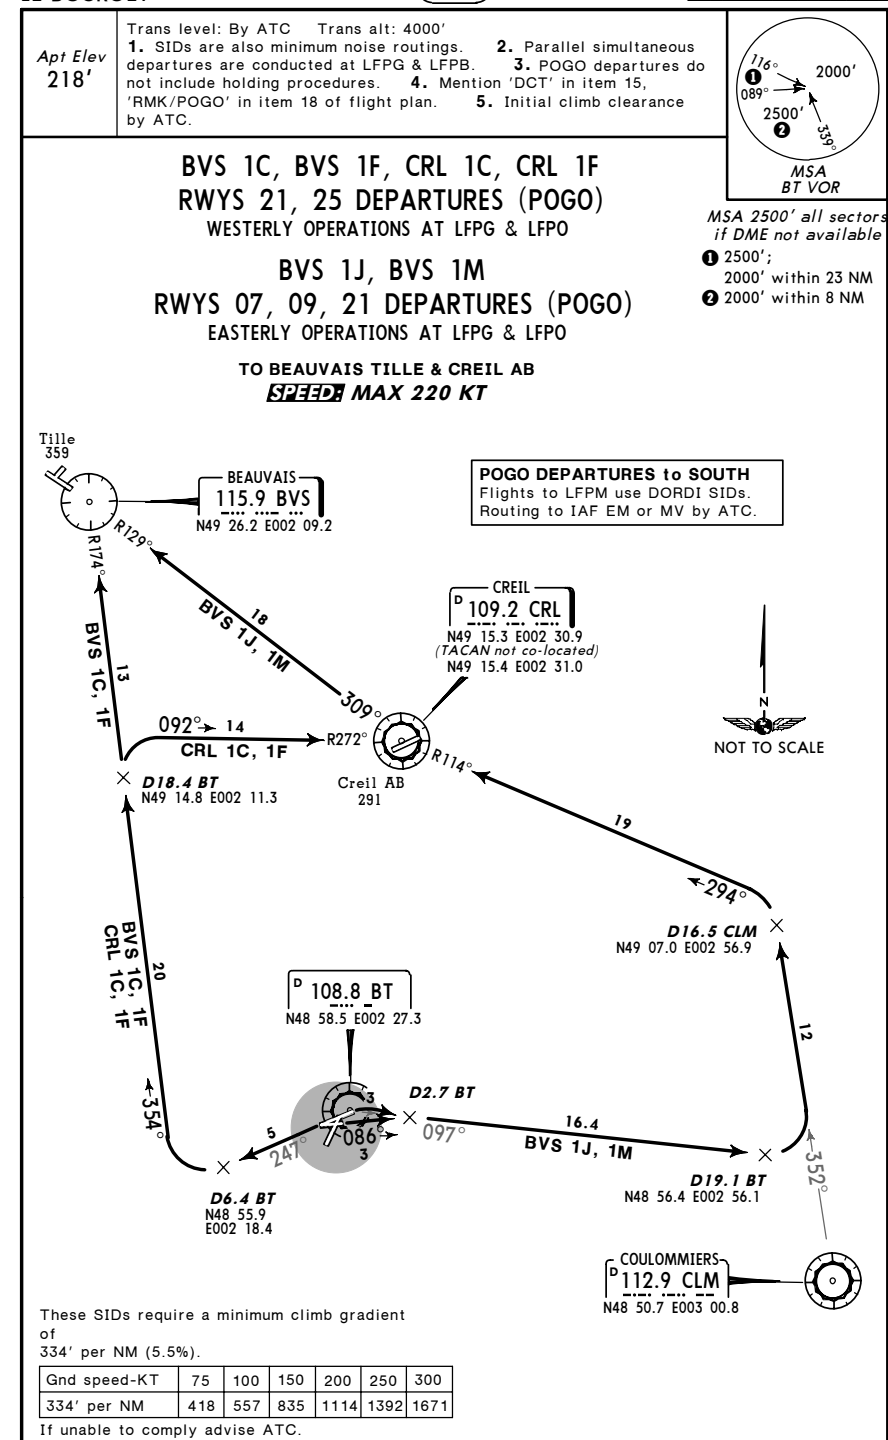 Apt Elev
218'
Trans level: By ATC Trans alt: 4000'
1. SIDs are also minimum noise routings. 2. Parallel simultaneous
departures are conducted at LFPG & LFPB. 3. POGO departures do
not include holding procedures. 4. Mention 'DCT' in item 15,
'RMK/POGO' in item 18 of flight plan. 5. Initial climb clearance
by ATC.
116°
1
089°
2000'
2500'
2
339°
MSA
BT VOR
MSA 2500' all sectors
if DME not available
1 2500';
2000' within 23 NM
2 2000' within 8 NM
BVS 1C, BVS 1F, CRL 1C, CRL 1F
RWYS 21, 25 DEPARTURES (POGO)
WESTERLY OPERATIONS AT LFPG & LFPO
BVS 1J, BVS 1M
RWYS 07, 09, 21 DEPARTURES (POGO)
EASTERLY OPERATIONS AT LFPG & LFPO
TO BEAUVAIS TILLE & CREIL AB
SPEED: MAX 220 KT
Tille
359
BEAUVAIS
115.9 BVS
N49 26.2 E002 09.2
POGO DEPARTURES to SOUTH
Flights to LFPM use DORDI SIDs.
Routing to IAF EM or MV by ATC.
R129°
R174°
18
BVS 1J, 1M
309°
CREIL
D 109.2 CRL
N49 15.3 E002 30.9
(TACAN not co-located)
N49 15.4 E002 31.0
13
BVS 1C, 1F
092° 14
CRL 1C, 1F
R272°
R114°
Creil AB
291
N
NOT TO SCALE
D18.4 BT
N49 14.8 E002 11.3
19
294°
D16.5 CLM
N49 07.0 E002 56.9
20
BVS 1C, 1F
CRL 1C, 1F
354°
D 108.8 BT
N48 58.5 E002 27.3
12
3
D2.7 BT
086°
3
097°
16.4
BVS 1J, 1M
5
247°
D6.4 BT
N48 55.9
E002 18.4
D19.1 BT
N48 56.4 E002 56.1
352°
COULOMMIERS
D 112.9 CLM
N48 50.7 E003 00.8
These SIDs require a minimum climb gradient
of
334' per NM (5.5%).
Gnd speed-KT 75 100 150 200 250 300
334' per NM 418 557 835 1114 1392 1671
If unable to comply advise ATC.